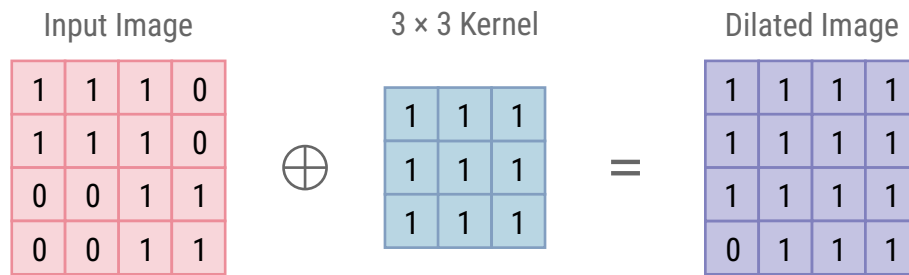 Input Image 3 × 3 Kernel Dilated Image
1 1 1 0 1 1 1 1
1 1 1
1 1 1 0 1 1 1 1
⊕ 1 1 1 =
0 0 1 1 1 1 1 1
1 1 1
0 0 1 1 0 1 1 1